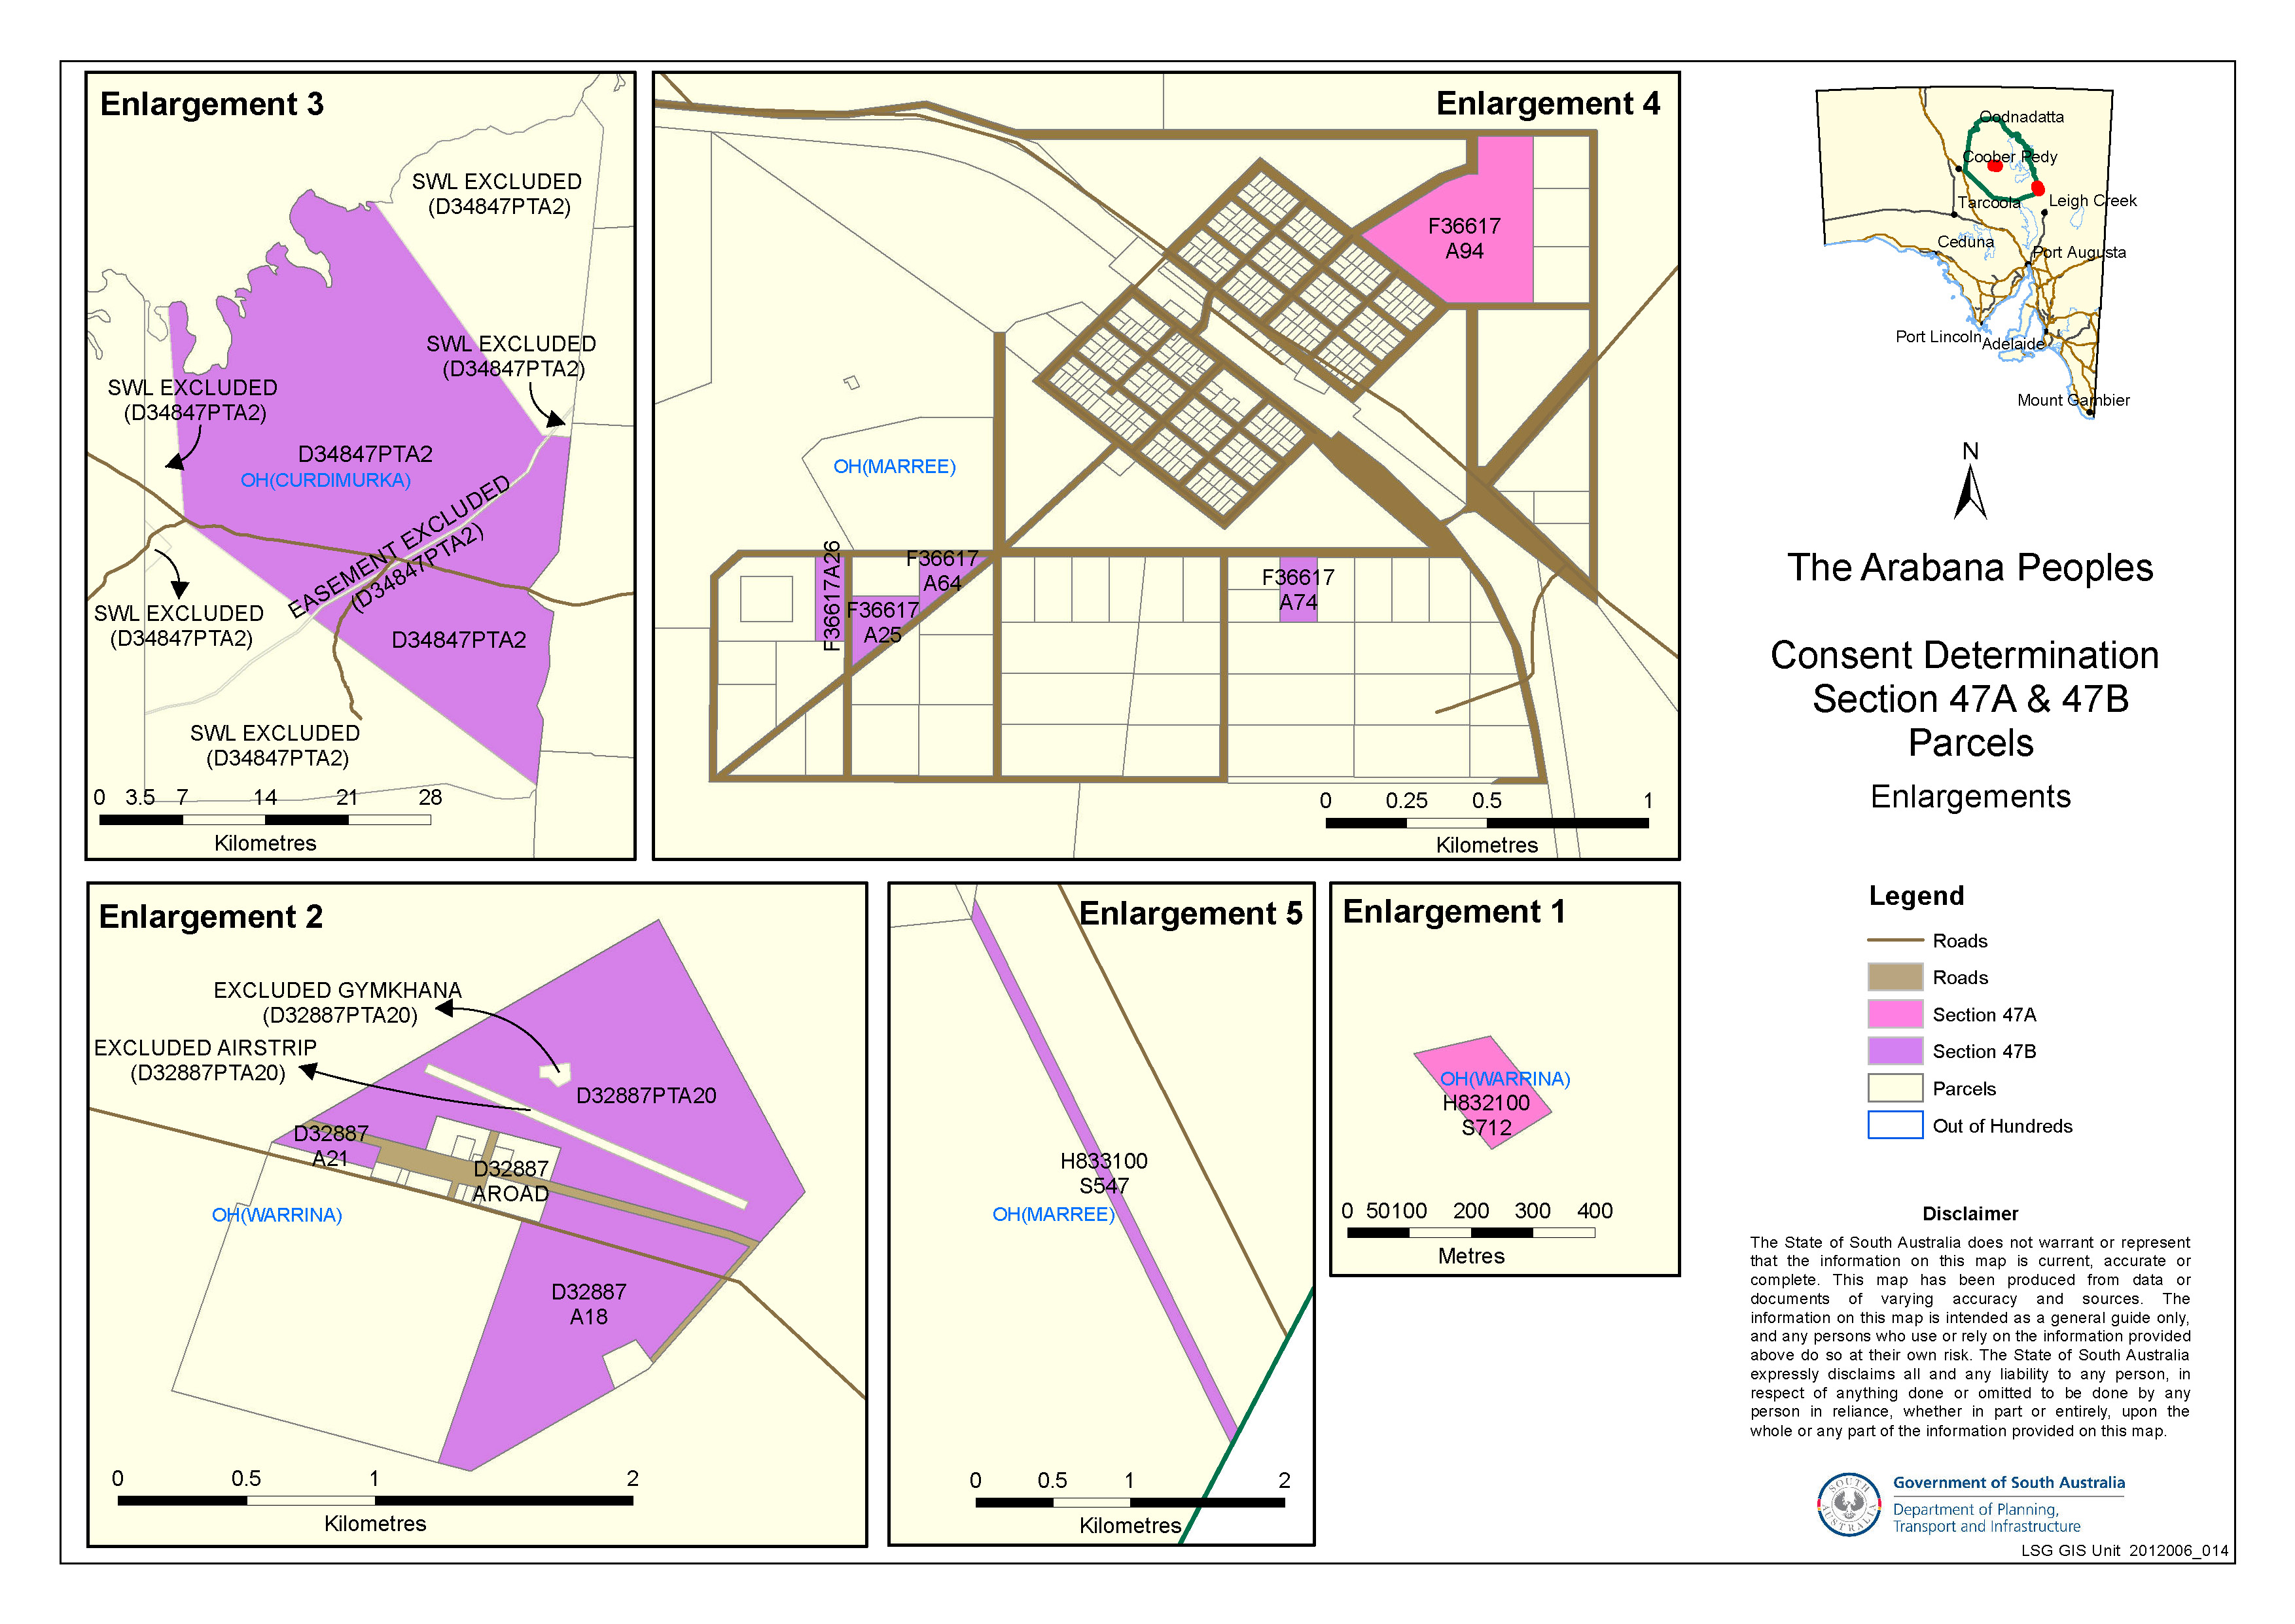 Enlargement 3
SWL EXCLUDED
(D34847PTA2)
SWL EXCLUDED
(D34847PTA2)
SWL EXCLUDED
(D34847PTA2)
D34847PTA2
OH(CURDIMURKA)
EASEMENT EXCLUDED
(D34847PTA2)
SWL EXCLUDED
(D34847PTA2)
D34847PTA2
SWL EXCLUDED
(D34847PTA2)
0 3.5 7 14 21 28
Kilometres
Enlargement 4
F36617
A94
OH(MARREE)
F36617A26
F36617
A64
F36617
A25
F36617
A74
0 0.25 0.5 1
Kilometres
Enlargement 2
EXCLUDED GYMKHANA
(D32887PTA20)
EXCLUDED AIRSTRIP
(D32887PTA20)
D32887PTA20
D32887
A21
D32887
AROAD
OH(WARRINA)
D32887
A18
0 0.5 1 2
Kilometres
Enlargement 5
H833100
S547
OH(MARREE)
0 0.5 1 2
Kilometres
Enlargement 1
OH(WARRINA)
H832100
S712
0 50 100 200 300 400
Metres
Oodnadatta
Coober Pedy
Tarcoola
Leigh Creek
Ceduna
Port Augusta
Port Lincoln
Adelaide
Mount Gambier
N
The Arabana Peoples
Consent Determination
Section 47A & 47B
Parcels
Enlargements
Legend
Roads
Roads
Section 47A
Section 47B
Parcels
Out of Hundreds
Disclaimer
The State of South Australia does not warrant or represent
that the information on this map is current, accurate or
complete. This map has been produced from data or
documents of varying accuracy and sources. The
information on this map is intended as a general guide only,
and any persons who use or rely on the information provided
above do so at their own risk. The State of South Australia
expressly disclaims all and any liability to any person, in
respect of anything done or omitted to be done by any
person in reliance, whether in part or entirely, upon the
whole or any part of the information provided on this map.
SOUTH AUSTRALIA
Government of South Australia
Department of Planning,
Transport and Infrastructure
LSG GIS Unit 2012006_014